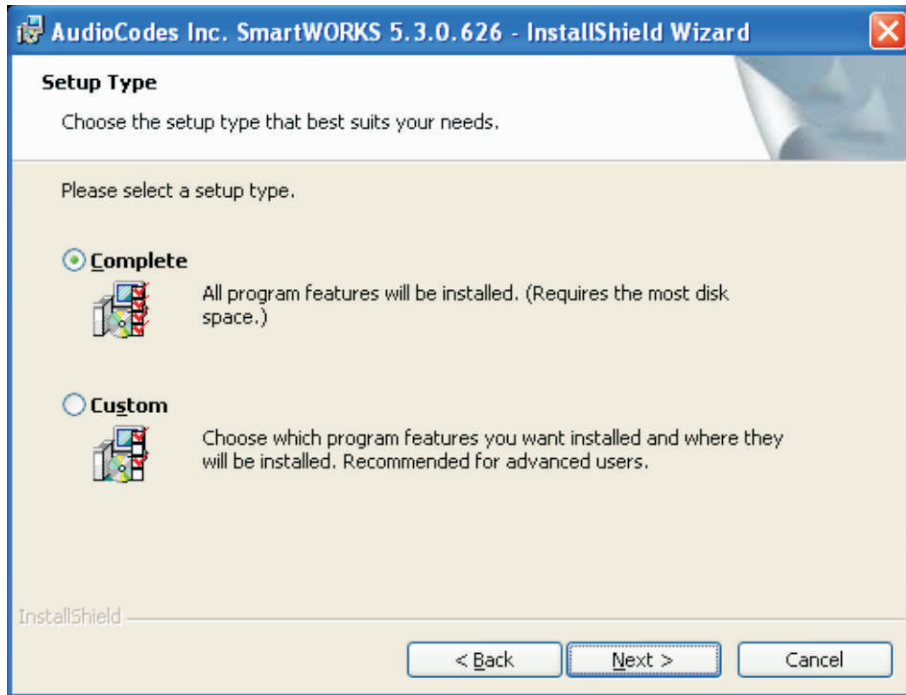 AudioCodes Inc. SmartWORKS 5.3.0.626 - InstallShield Wizard
Setup Type
Choose the setup type that best suits your needs.
Please select a setup type.
Complete
All program features will be installed. (Requires the most disk
space.)
Custom
Choose which program features you want installed and where they
will be installed. Recommended for advanced users.
InstallShield
< Back
Next >
Cancel